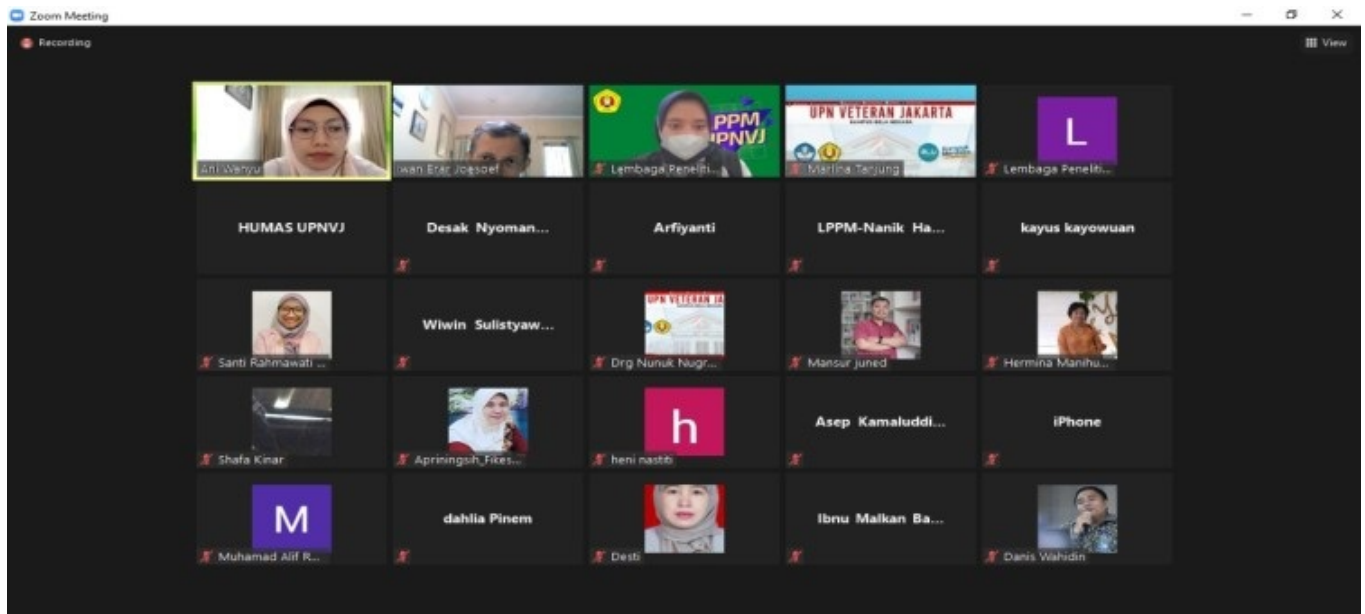 Zoom Meeting
Recording
View
PPM
UPNVJ
UPN VETERAN JAKARTA
L
Ani Wahyu
Iwan Erar Joesoef
Lembaga Peneliti...
Marlina Tanjung
Lembaga Peneliti...
HUMAS UPNVJ
Desak Nyoman...
Arfiyanti
LPPM-Nanik Ha...
kayus kayowuan
UPN VETERAN JA
Santi Rahmawati ...
Wiwin Sulistyaw...
Drg Nunuk Nugr...
Mansur juned
Hermina Manihu...
h
Shafa Kinar
Apriningsih_Fikes...
heni nastiti
Asep Kamaluddi...
iPhone
M
Muhamad Alif R...
dahlia Pinem
Desti
Ibnu Malkan Ba...
Danis Wahidin